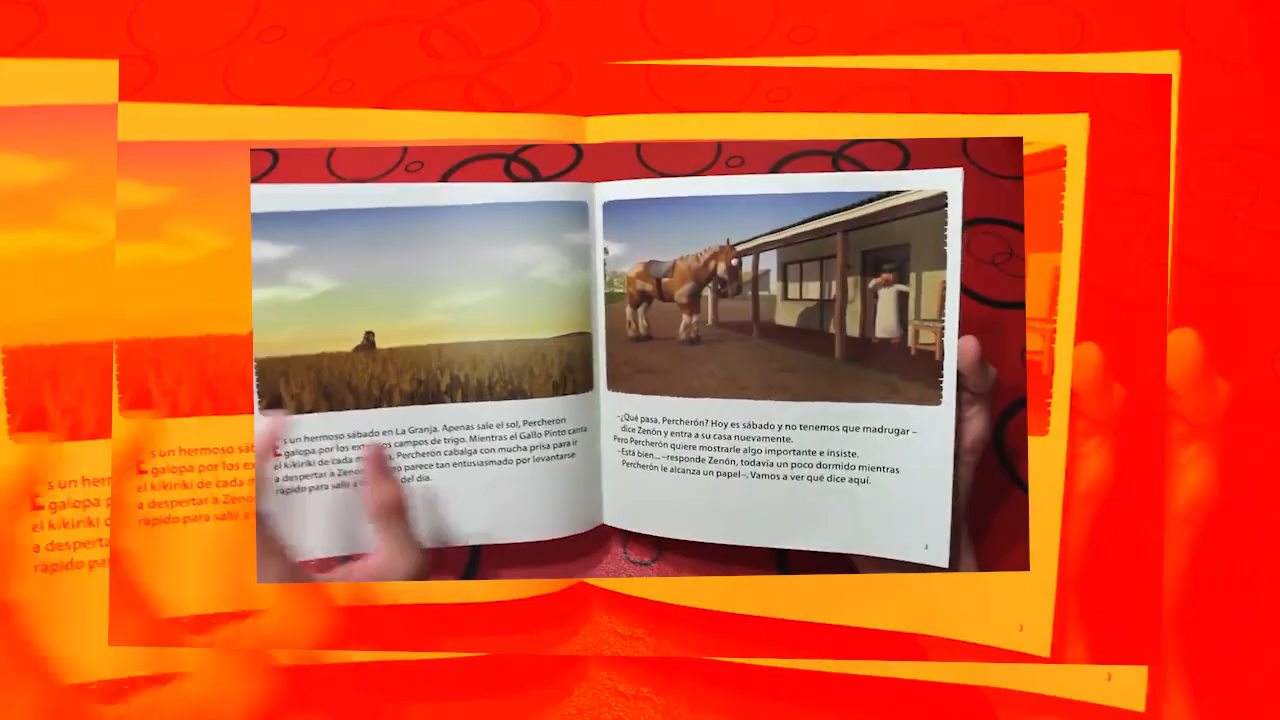 Es un hermoso sábado en La Granja. Apenas sale el sol, Percherón
galopa por los campos de trigo. Mientras el Gallo Pinto canta
el kikiriki de cada Percherón cabalga con mucha prisa para ir
a despertar a parece tan entusiasmado por levantarse
rápido para salir a del día.
–¿Qué pasa, Percherón? Hoy es sábado y no tenemos que madrugar –
dice Zenón y entra a su casa nuevamente.
Pero Percherón quiere mostrarle algo importante e insiste.
–Está bien... –responde Zenón, todavía un poco dormido mientras
Percherón le alcanza un papel–. Vamos a ver qué dice aquí.
3